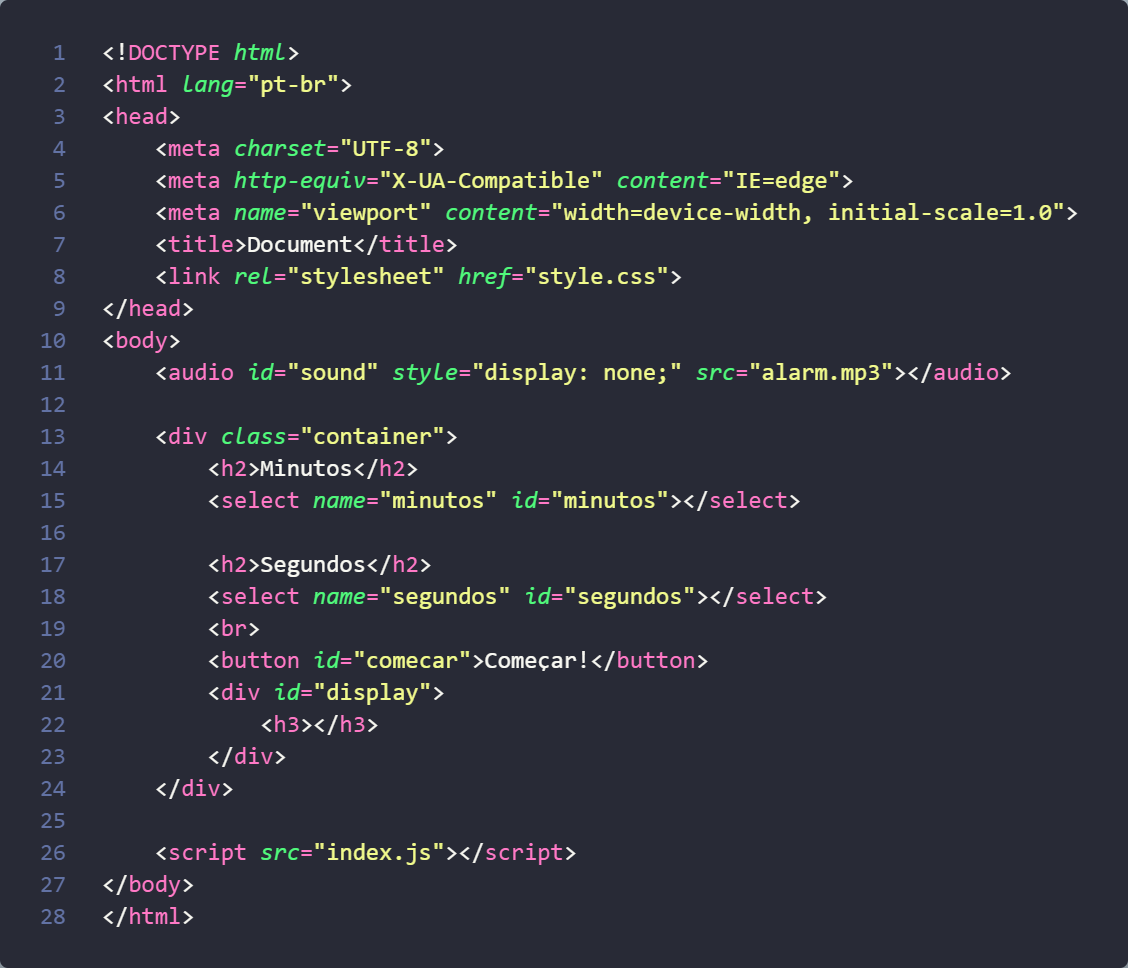 1 <!DOCTYPE html>
2 <html lang="pt-br">
3 <head>
4     <meta charset="UTF-8">
5     <meta http-equiv="X-UA-Compatible" content="IE=edge">
6     <meta name="viewport" content="width=device-width, initial-scale=1.0">
7     <title>Document</title>
8     <link rel="stylesheet" href="style.css">
9 </head>
10 <body>
11     <audio id="sound" style="display: none;" src="alarm.mp3"></audio>
12
13     <div class="container">
14         <h2>Minutos</h2>
15         <select name="minutos" id="minutos"></select>
16
17         <h2>Segundos</h2>
18         <select name="segundos" id="segundos"></select>
19         <br>
20         <button id="comecar">Começar!</button>
21         <div id="display">
22             <h3></h3>
23         </div>
24     </div>
25
26     <script src="index.js"></script>
27 </body>
28 </html>